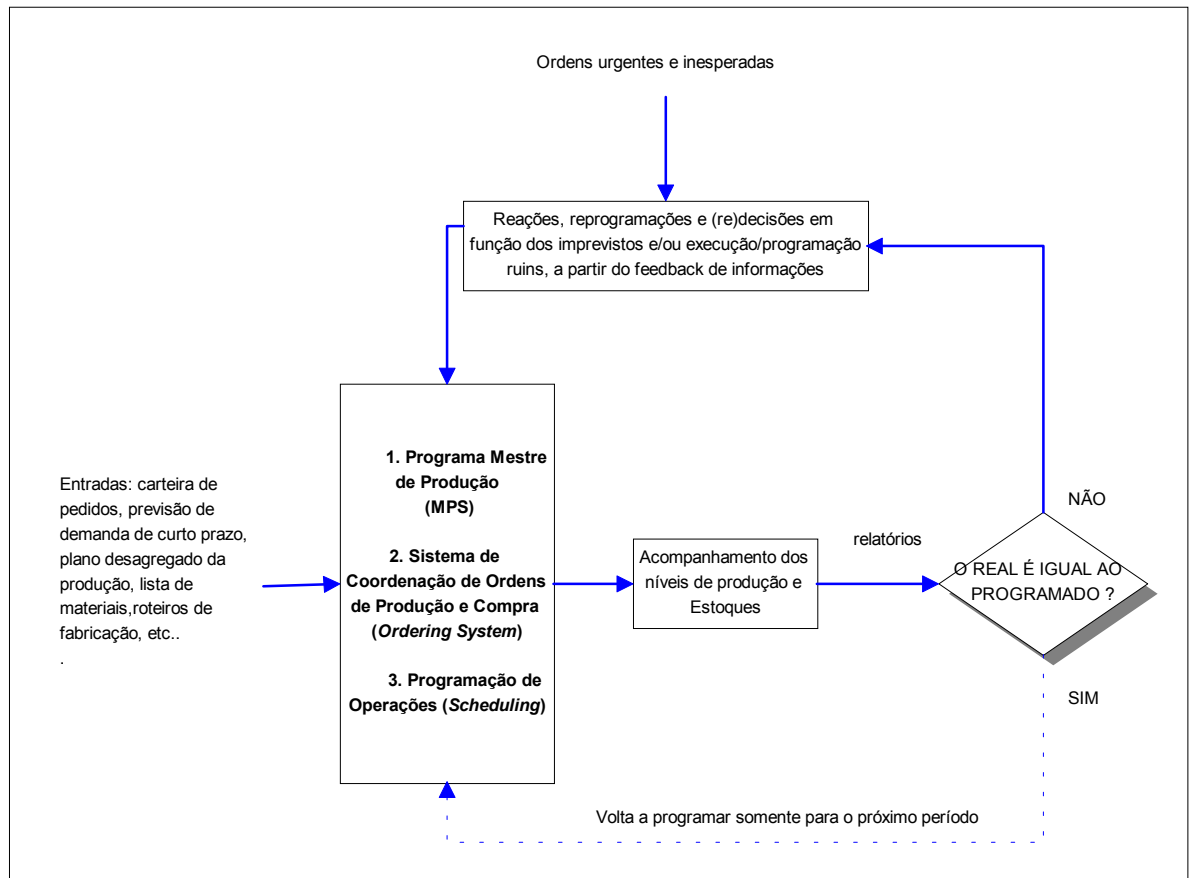 Ordens urgentes e inesperadas
Reações, reprogramações e (re)decisões em
função dos imprevistos e/ou execução/programação
ruins, a partir do feedback de informações
Entradas: carteira de
pedidos, previsão de
demanda de curto prazo,
plano desagregado da
produção, lista de
materiais,roteiros de
fabricação, etc..
.
1. Programa Mestre
de Produção
(MPS)
2. Sistema de
Coordenação de Ordens
de Produção e Compra
(Ordering System)
3. Programação de
Operações (Scheduling)
Acompanhamento dos
níveis de produção e
Estoques
relatórios
O REAL É IGUAL AO
PROGRAMADO ?
NÃO
SIM
Volta a programar somente para o próximo período